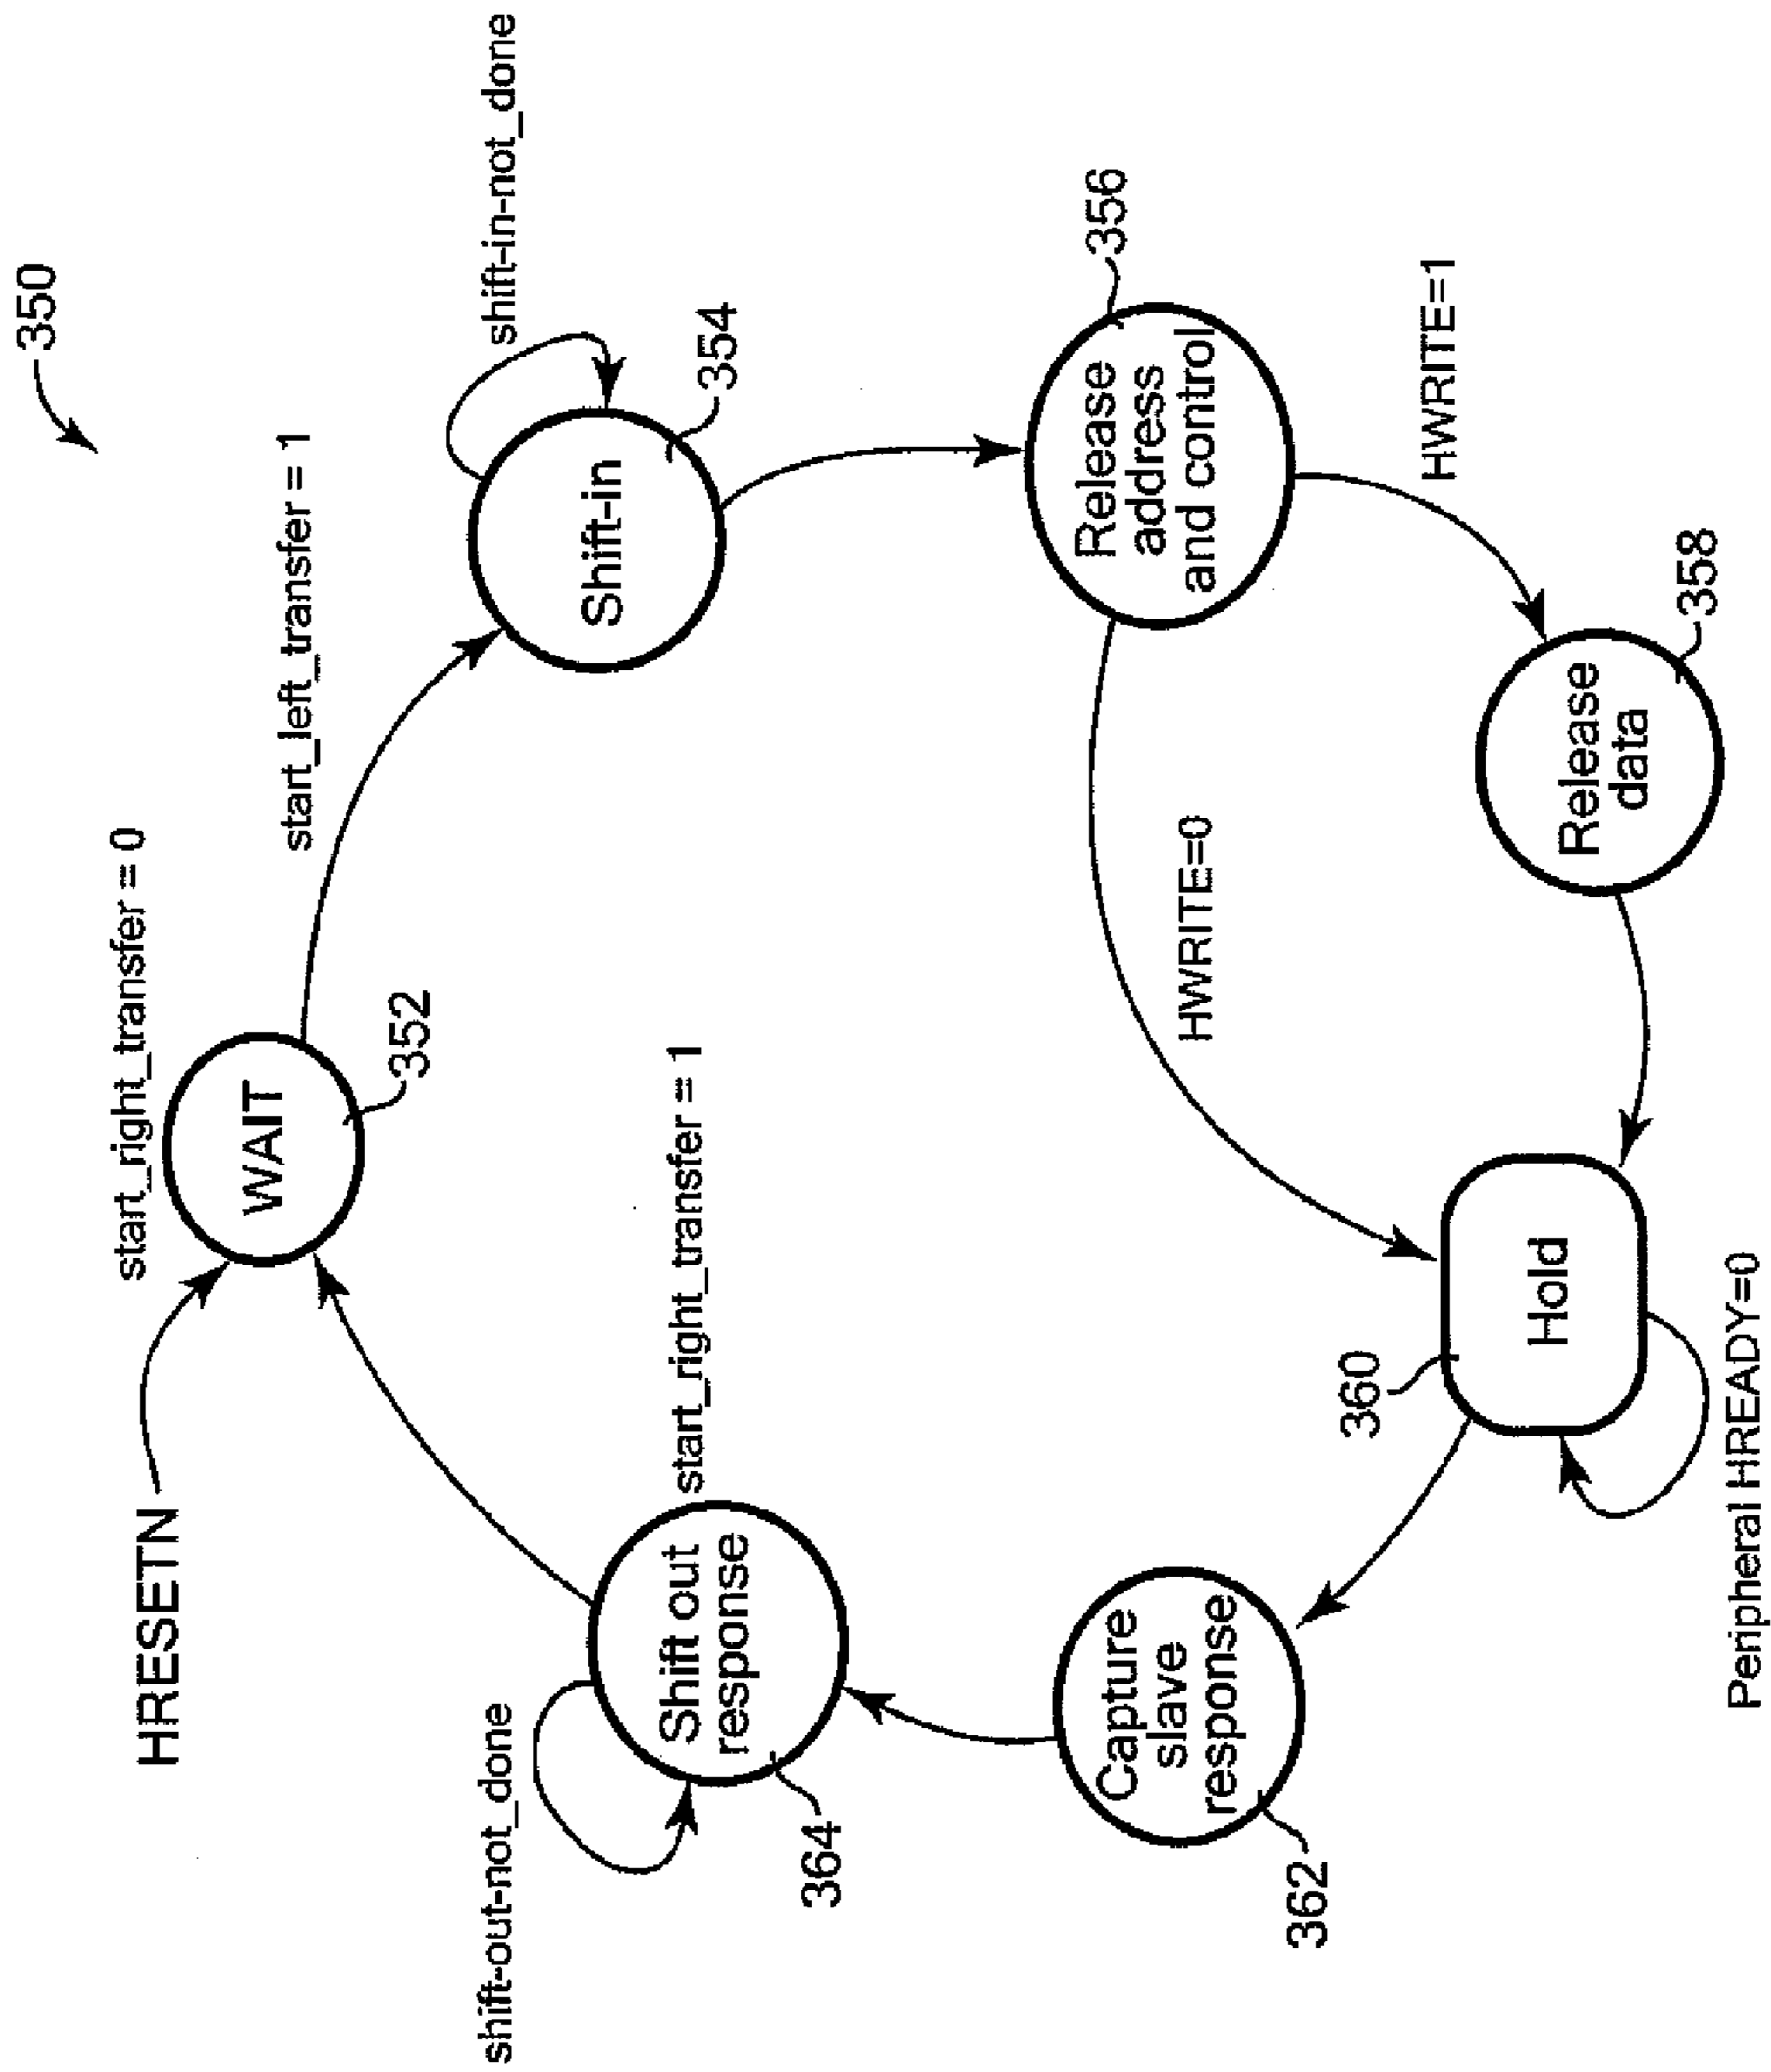 350
start_right_transfer = 0
HRESETN
WAIT
352
start_left_transfer = 1
shift-in-not_done
Shift-in
354
shift-out-not_done
Shift out
response
364
start_right_transfer = 1
Release
address
and control
356
HWRITE=0
HWRITE=1
Capture
slave
response
362
360
Hold
Peripheral HREADY=0
Release
data
358